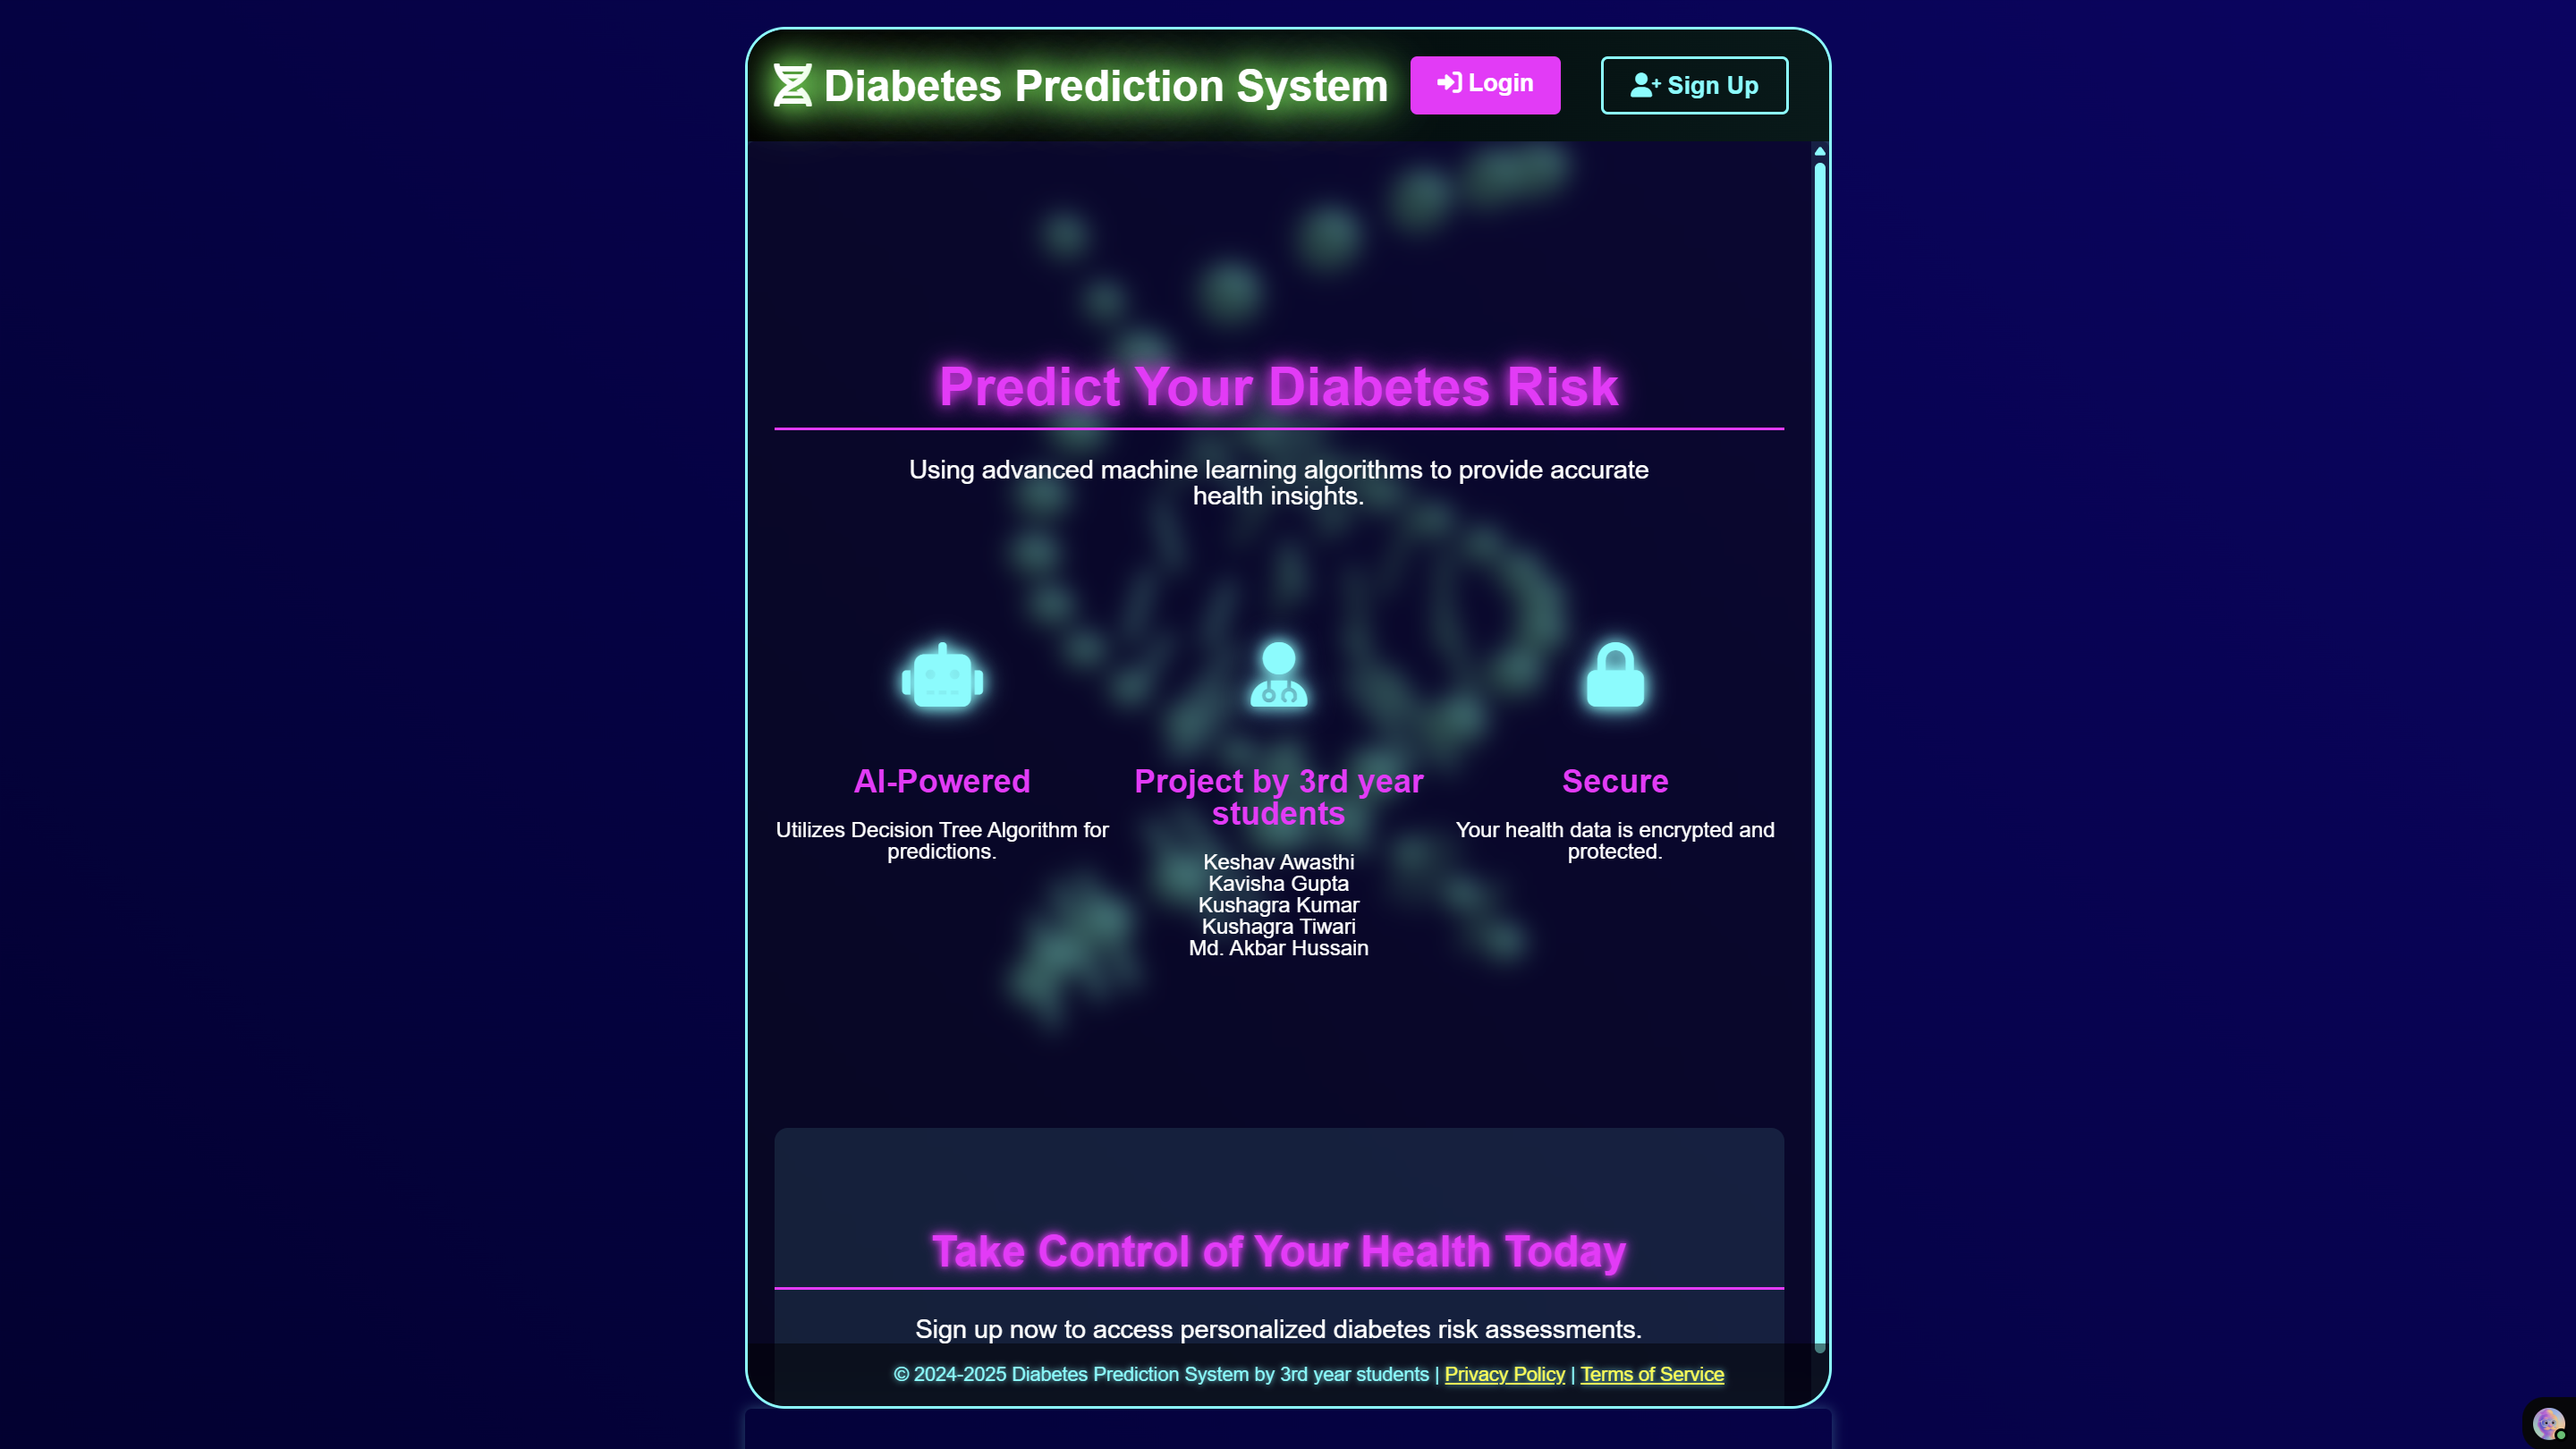 Diabetes Prediction System
Login
Sign Up
Predict Your Diabetes Risk
Using advanced machine learning algorithms to provide accurate
health insights.
AI-Powered
Utilizes Decision Tree Algorithm for
predictions.
Project by 3rd year
students
Keshav Awasthi
Kavisha Gupta
Kushagra Kumar
Kushagra Tiwari
Md. Akbar Hussain
Secure
Your health data is encrypted and
protected.
Take Control of Your Health Today
Sign up now to access personalized diabetes risk assessments.
© 2024-2025 Diabetes Prediction System by 3rd year students | Privacy Policy | Terms of Service